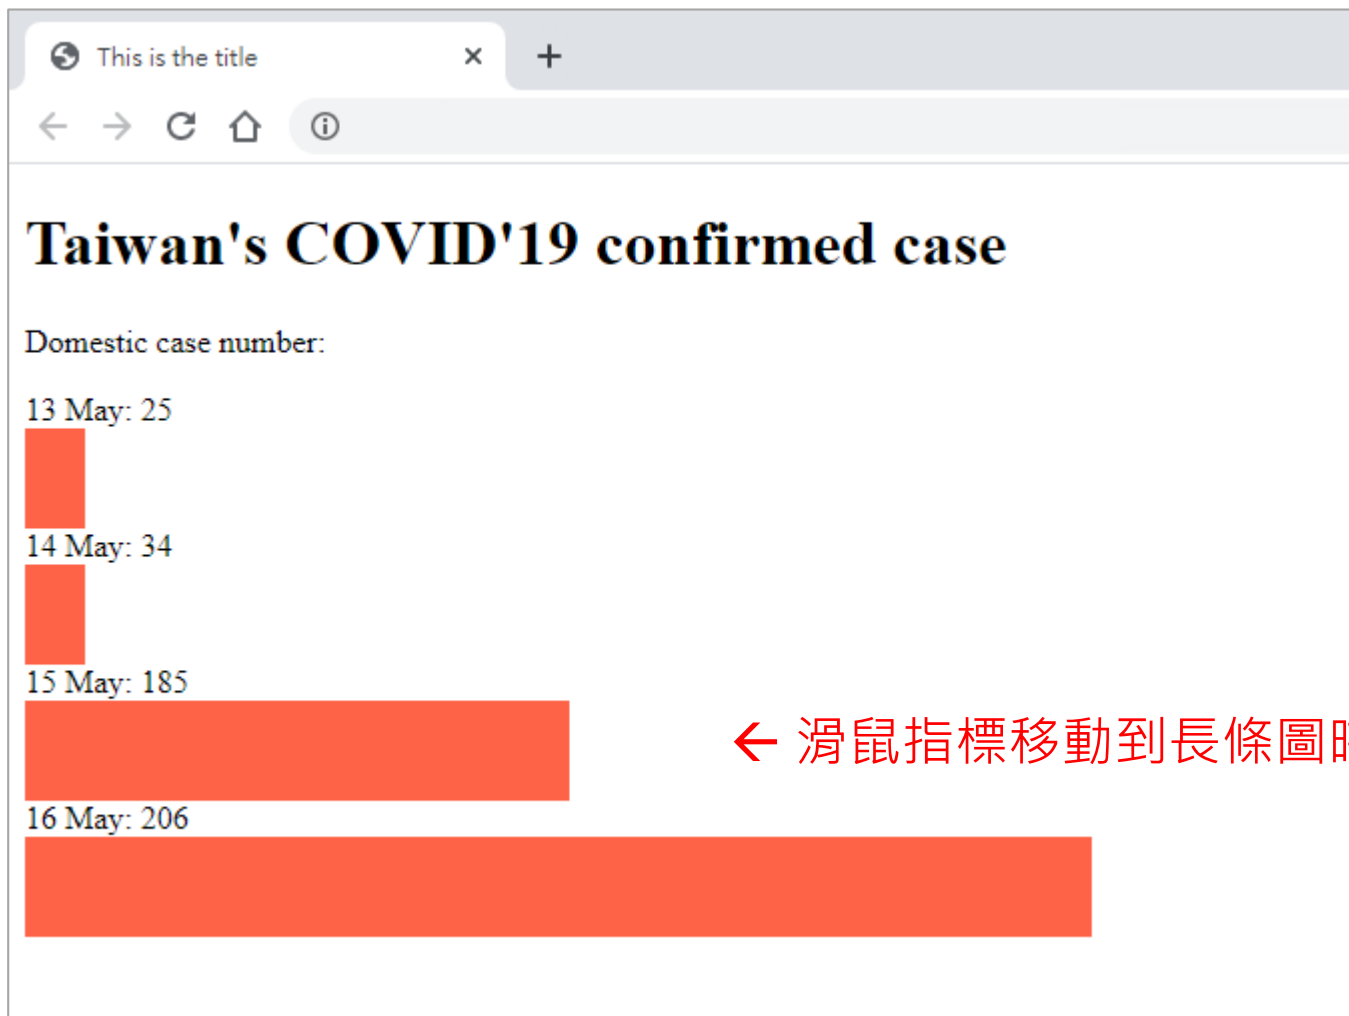 This is the title
Taiwan's COVID'19 confirmed case
Domestic case number:
13 May: 25
14 May: 34
15 May: 185
← 滑鼠指標移動到長條圖
16 May: 206